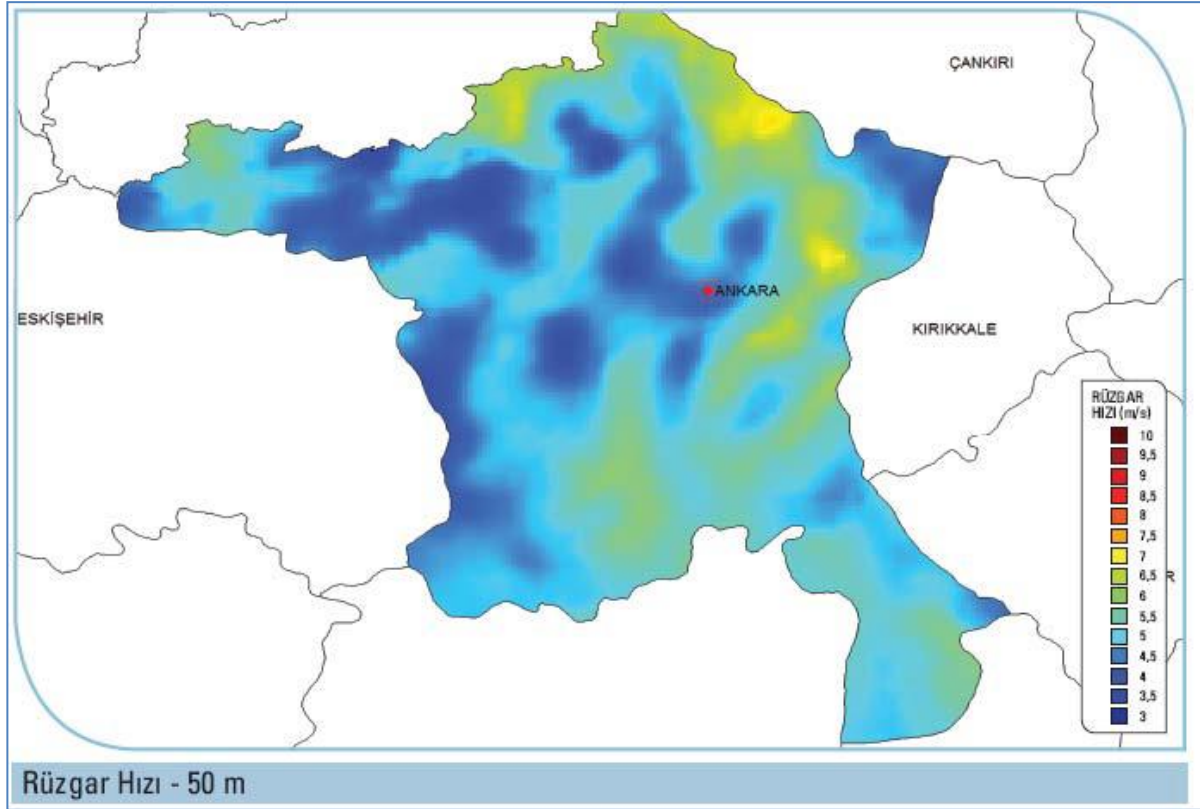 ÇANKIRI
ANKARA
ESKİŞEHİR
KIRIKKALE
RÜZGAR
HIZI (m/s)
10
9,5
9
8,5
8
7,5
7
6,5
6
5,5
5
4,5
4
3,5
3
R
Rüzgar Hızı - 50 m